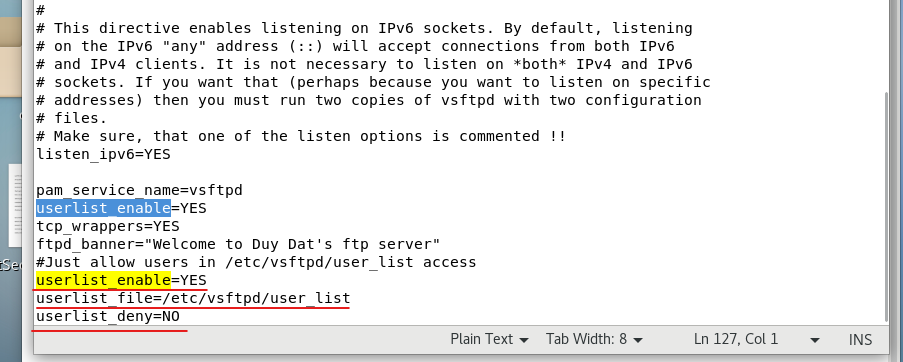 #
# This directive enables listening on IPv6 sockets. By default, listening
# on the IPv6 "any" address (::) will accept connections from both IPv6
# and IPv4 clients. It is not necessary to listen on *both* IPv4 and IPv6
# sockets. If you want that (perhaps because you want to listen on specific
# addresses) then you must run two copies of vsftpd with two configuration
# files.
# Make sure, that one of the listen options is commented !!
listen_ipv6=YES
pam_service_name=vsftpd
userlist_enable=YES
tcp_wrappers=YES
ftpd_banner="Welcome to Duy Dat's ftp server"
#Just allow users in /etc/vsftpd/user_list access
userlist_enable=YES
userlist_file=/etc/vsftpd/user_list
userlist_deny=NO
Plain Text Tab Width: 8 Ln 127, Col 1 INS